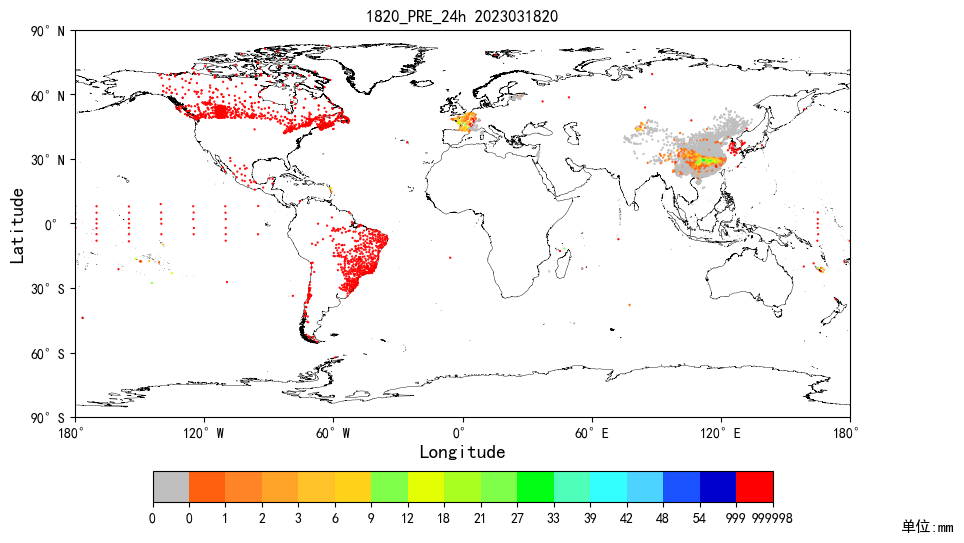 1820_PRE_24h 2023031820
90° N
60° N
30° N
0°
30° S
60° S
90° S
Latitude
180° 120° W 60° W 0° 60° E 120° E 180°
Longitude
0 0 1 2 3 6 9 12 18 21 27 33 39 42 48 54 999 999998
单位:mm